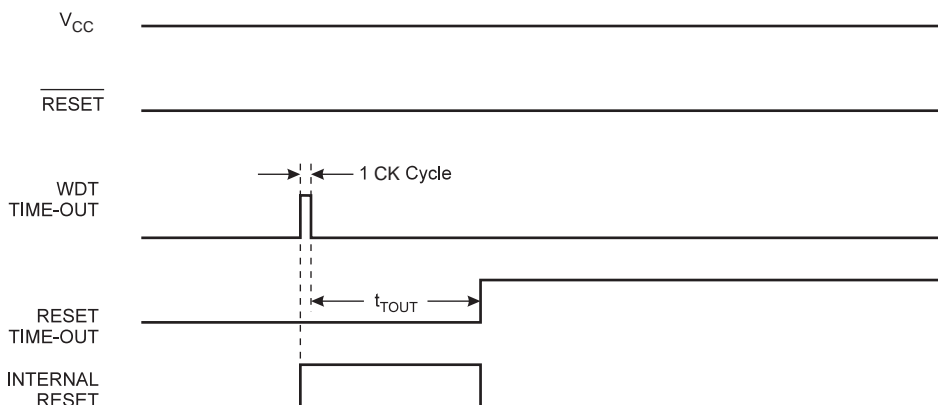 VCC
RESET
1 CK Cycle
WDT
TIME-OUT
tTOUT
RESET
TIME-OUT
INTERNAL
RESET